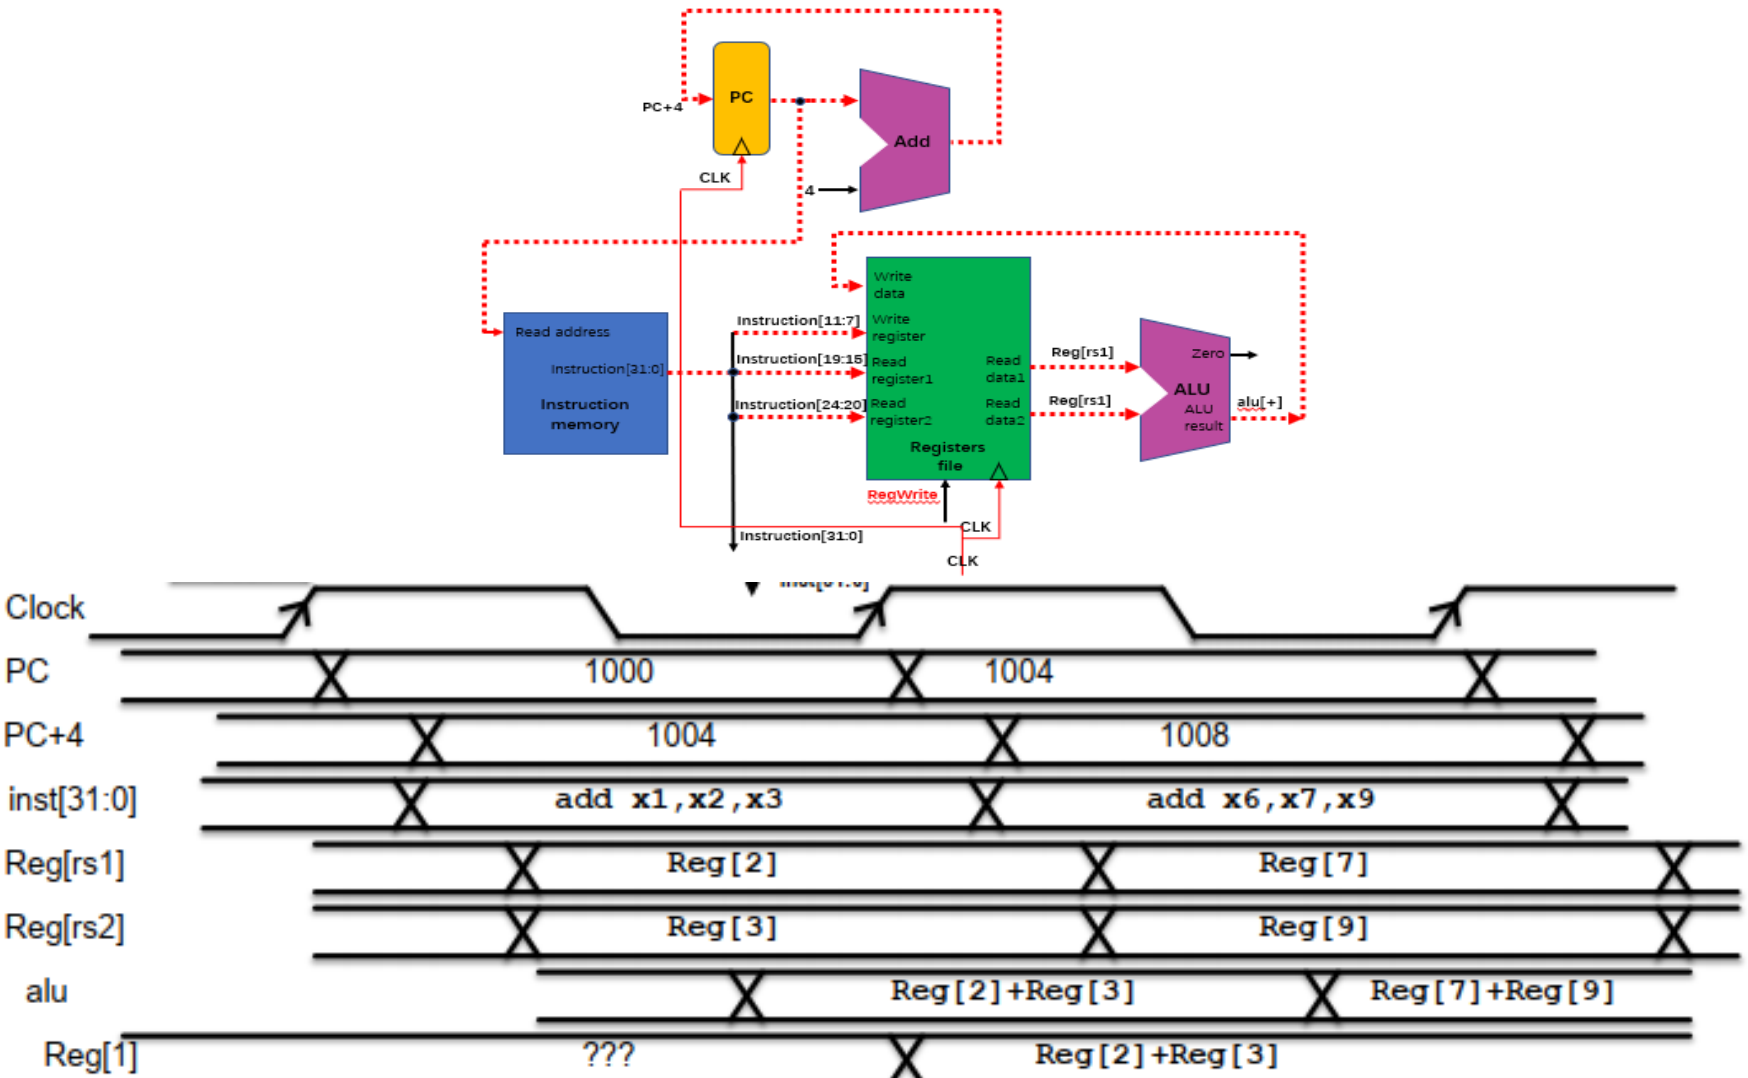 PC+4
PC
Add
CLK
4
Write
data
Instruction[11:7]
Write
register
Read address
Instruction[19:15]
Read
register1
Read
data1
Reg[rs1]
Zero
Instruction[31:0]
ALU
Instruction
memory
Instruction[24:20]
Read
register2
Read
data2
Reg[rs1]
ALU
result
alu[+]
Registers
file
RegWrite
CLK
Instruction[31:0]
CLK
Clock
PC 1000 1004
PC+4 1004 1008
inst[31:0] add x1,x2,x3 add x6,x7,x9
Reg[rs1] Reg[2] Reg[7]
Reg[rs2] Reg[3] Reg[9]
alu Reg[2]+Reg[3] Reg[7]+Reg[9]
Reg[1] ??? Reg[2]+Reg[3]